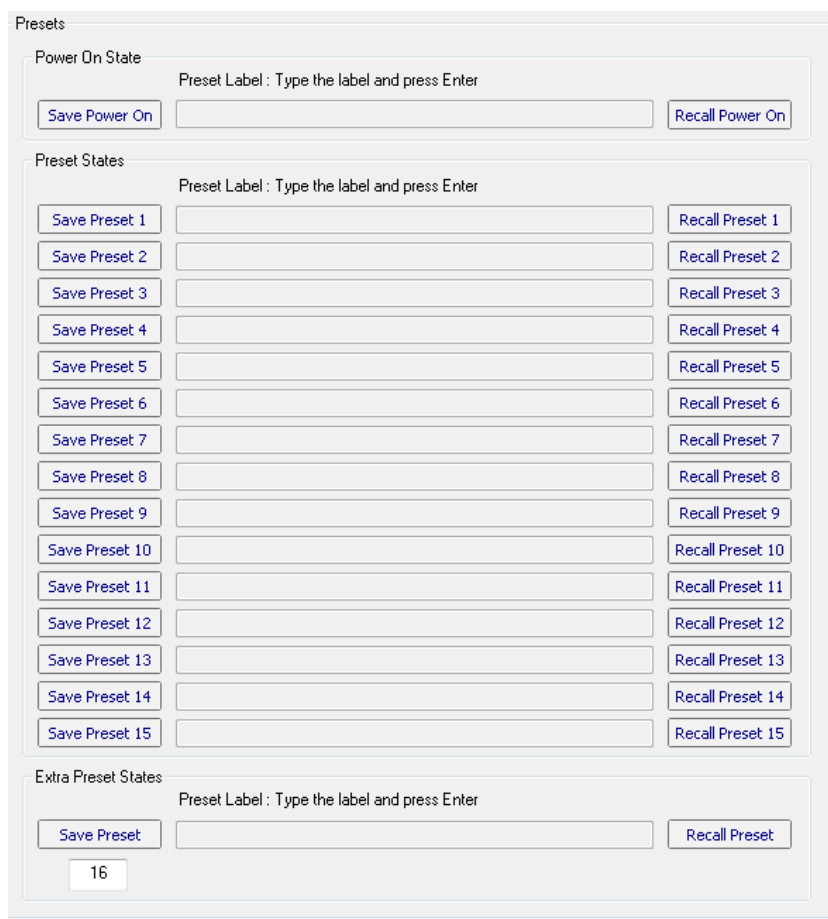 Presets
Power On State
Preset Label : Type the label and press Enter
Save Power On Recall Power On
Preset States
Preset Label : Type the label and press Enter
Save Preset 1 Recall Preset 1
Save Preset 2 Recall Preset 2
Save Preset 3 Recall Preset 3
Save Preset 4 Recall Preset 4
Save Preset 5 Recall Preset 5
Save Preset 6 Recall Preset 6
Save Preset 7 Recall Preset 7
Save Preset 8 Recall Preset 8
Save Preset 9 Recall Preset 9
Save Preset 10 Recall Preset 10
Save Preset 11 Recall Preset 11
Save Preset 12 Recall Preset 12
Save Preset 13 Recall Preset 13
Save Preset 14 Recall Preset 14
Save Preset 15 Recall Preset 15
Extra Preset States
Preset Label : Type the label and press Enter
Save Preset Recall Preset
16